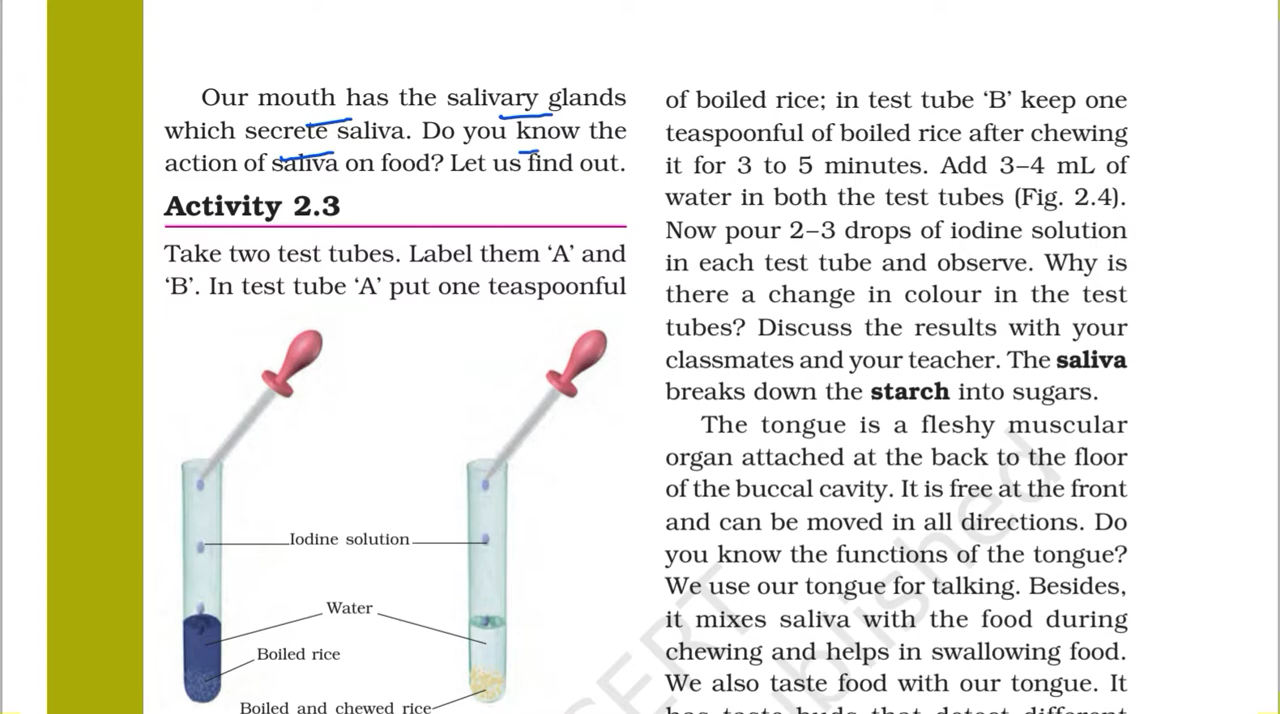 Our mouth has the salivary glands
which secrete saliva. Do you know the
action of saliva on food? Let us find out.
Activity 2.3
Take two test tubes. Label them ‘A’ and
‘B’. In test tube ‘A’ put one teaspoonful
Iodine solution
Water
Boiled rice
Boiled and chewed rice
of boiled rice; in test tube ‘B’ keep one
teaspoonful of boiled rice after chewing
it for 3 to 5 minutes. Add 3–4 mL of
water in both the test tubes (Fig. 2.4).
Now pour 2–3 drops of iodine solution
in each test tube and observe. Why is
there a change in colour in the test
tubes? Discuss the results with your
classmates and your teacher. The saliva
breaks down the starch into sugars.
The tongue is a fleshy muscular
organ attached at the back to the floor
of the buccal cavity. It is free at the front
and can be moved in all directions. Do
you know the functions of the tongue?
We use our tongue for talking. Besides,
it mixes saliva with the food during
chewing and helps in swallowing food.
We also taste food with our tongue. It
has taste buds that detect different